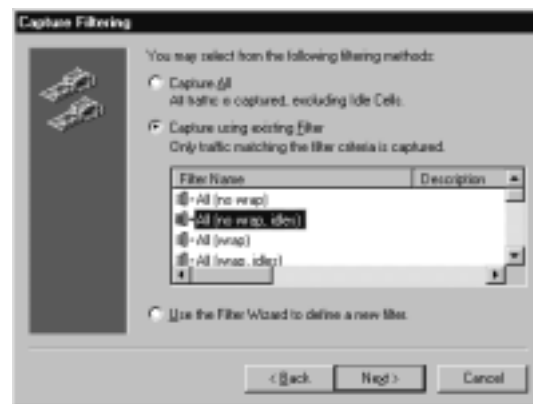 Capture Filtering
You may select from the following filtering methods:
Capture All
All traffic is captured, excluding Idle Cells.
Capture using existing Filter
Only traffic matching the filter criteria is captured.
Filter Name Description
All (no wrap)
All (no wrap, idles)
All (wrap)
All (wrap, idles)
Use the Filter Wizard to define a new filter.
< Back Next > Cancel